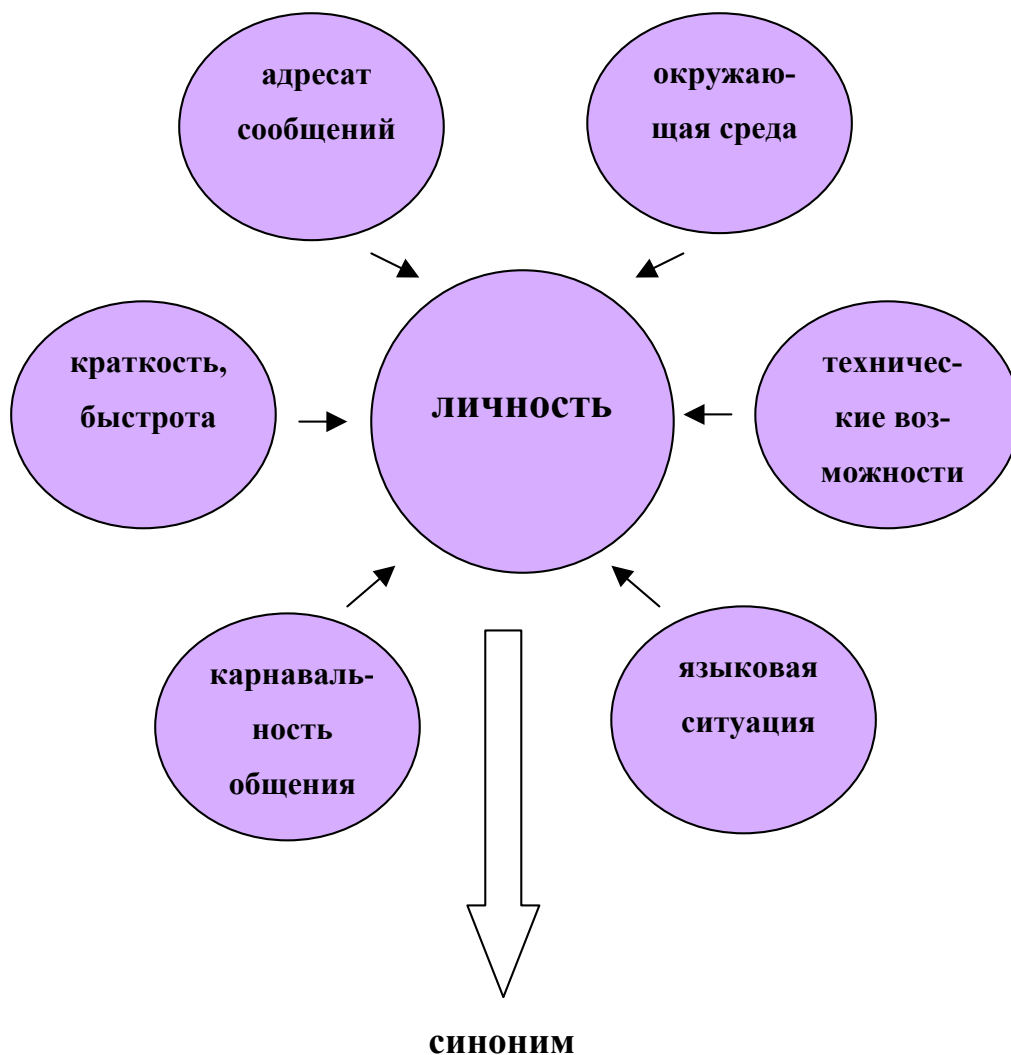 адресат
сообщений
окружаю-
щая среда
краткость,
быстрота
личность
техничес-
кие воз-
можности
карнаваль-
ность
общения
языковая
ситуация
синоним